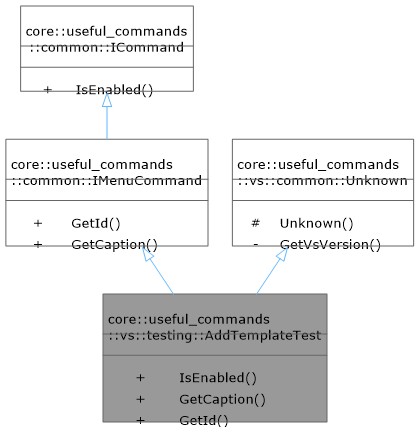 core::useful_commands
::common::ICommand
+ IsEnabled()
core::useful_commands
::common::IMenuCommand
+ GetId()
+ GetCaption()
core::useful_commands
::vs::common::Unknown
# Unknown()
- GetVsVersion()
core::useful_commands
::vs::testing::AddTemplateTest
+ IsEnabled()
+ GetCaption()
+ GetId()